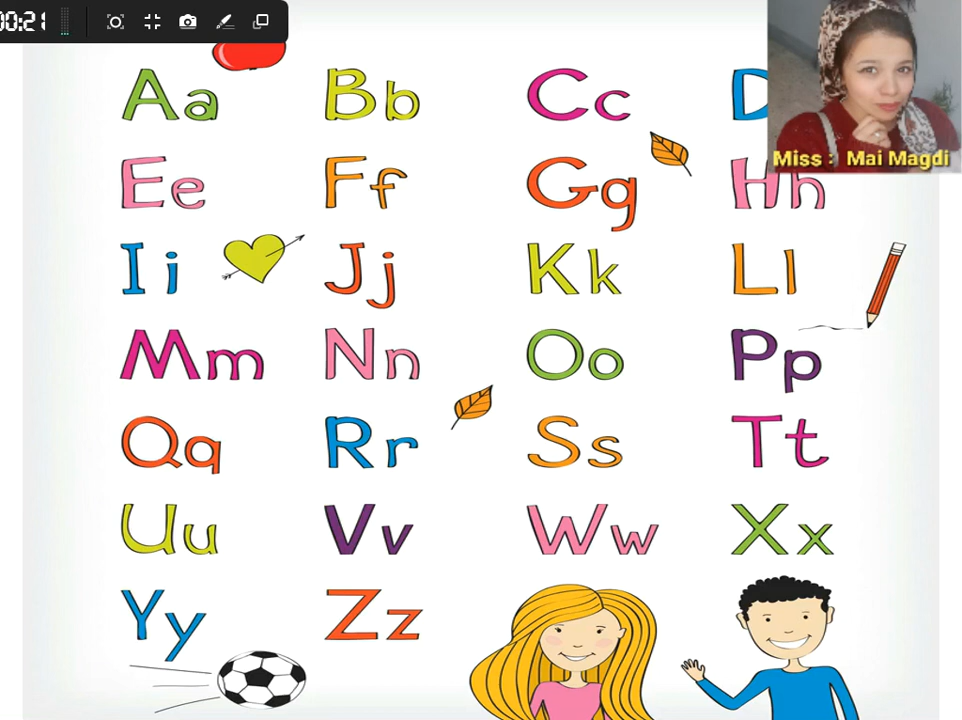 00:21
Aa Bb Cc D
Miss : Mai Magdi
Ee Ff Gg Hh
Ii Jj Kk Ll
Mm Nn Oo Pp
Qq Rr Ss Tt
Uu Vv Ww Xx
Yy Zz